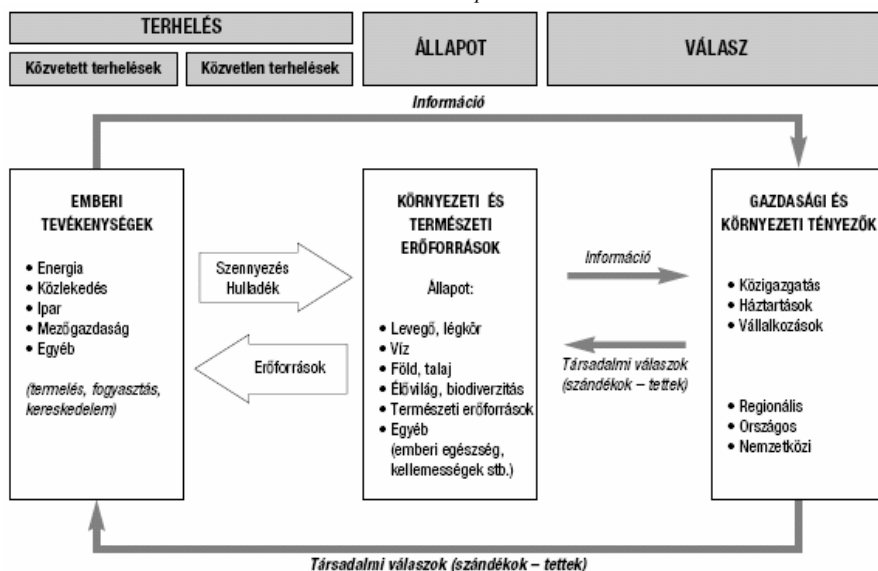 TERHELÉS
Közvetett terhelések
Közvetlen terhelések
ÁLLAPOT
VÁLASZ
Információ
EMBERI
TEVÉKENYSÉGEK
• Energia
• Közlekedés
• Ipar
• Mezőgazdaság
• Egyéb
(termelés, fogyasztás,
kereskedelem)
Szennyezés
Hulladék
Erőforrások
KÖRNYEZETI ÉS
TERMÉSZETI
ERŐFORRÁSOK
Állapot:
• Levegő, légkör
• Víz
• Föld, talaj
• Élővilág, biodiverzitás
• Természeti erőforrások
• Egyéb
(emberi egészség,
kellemességek stb.)
Információ
Társadalmi válaszok
(szándékok – tettek)
GAZDASÁGI ÉS
KÖRNYEZETI TÉNYEZŐK
• Közigazgatás
• Háztartások
• Vállalkozások
• Regionális
• Országos
• Nemzetközi
Társadalmi válaszok (szándékok – tettek)